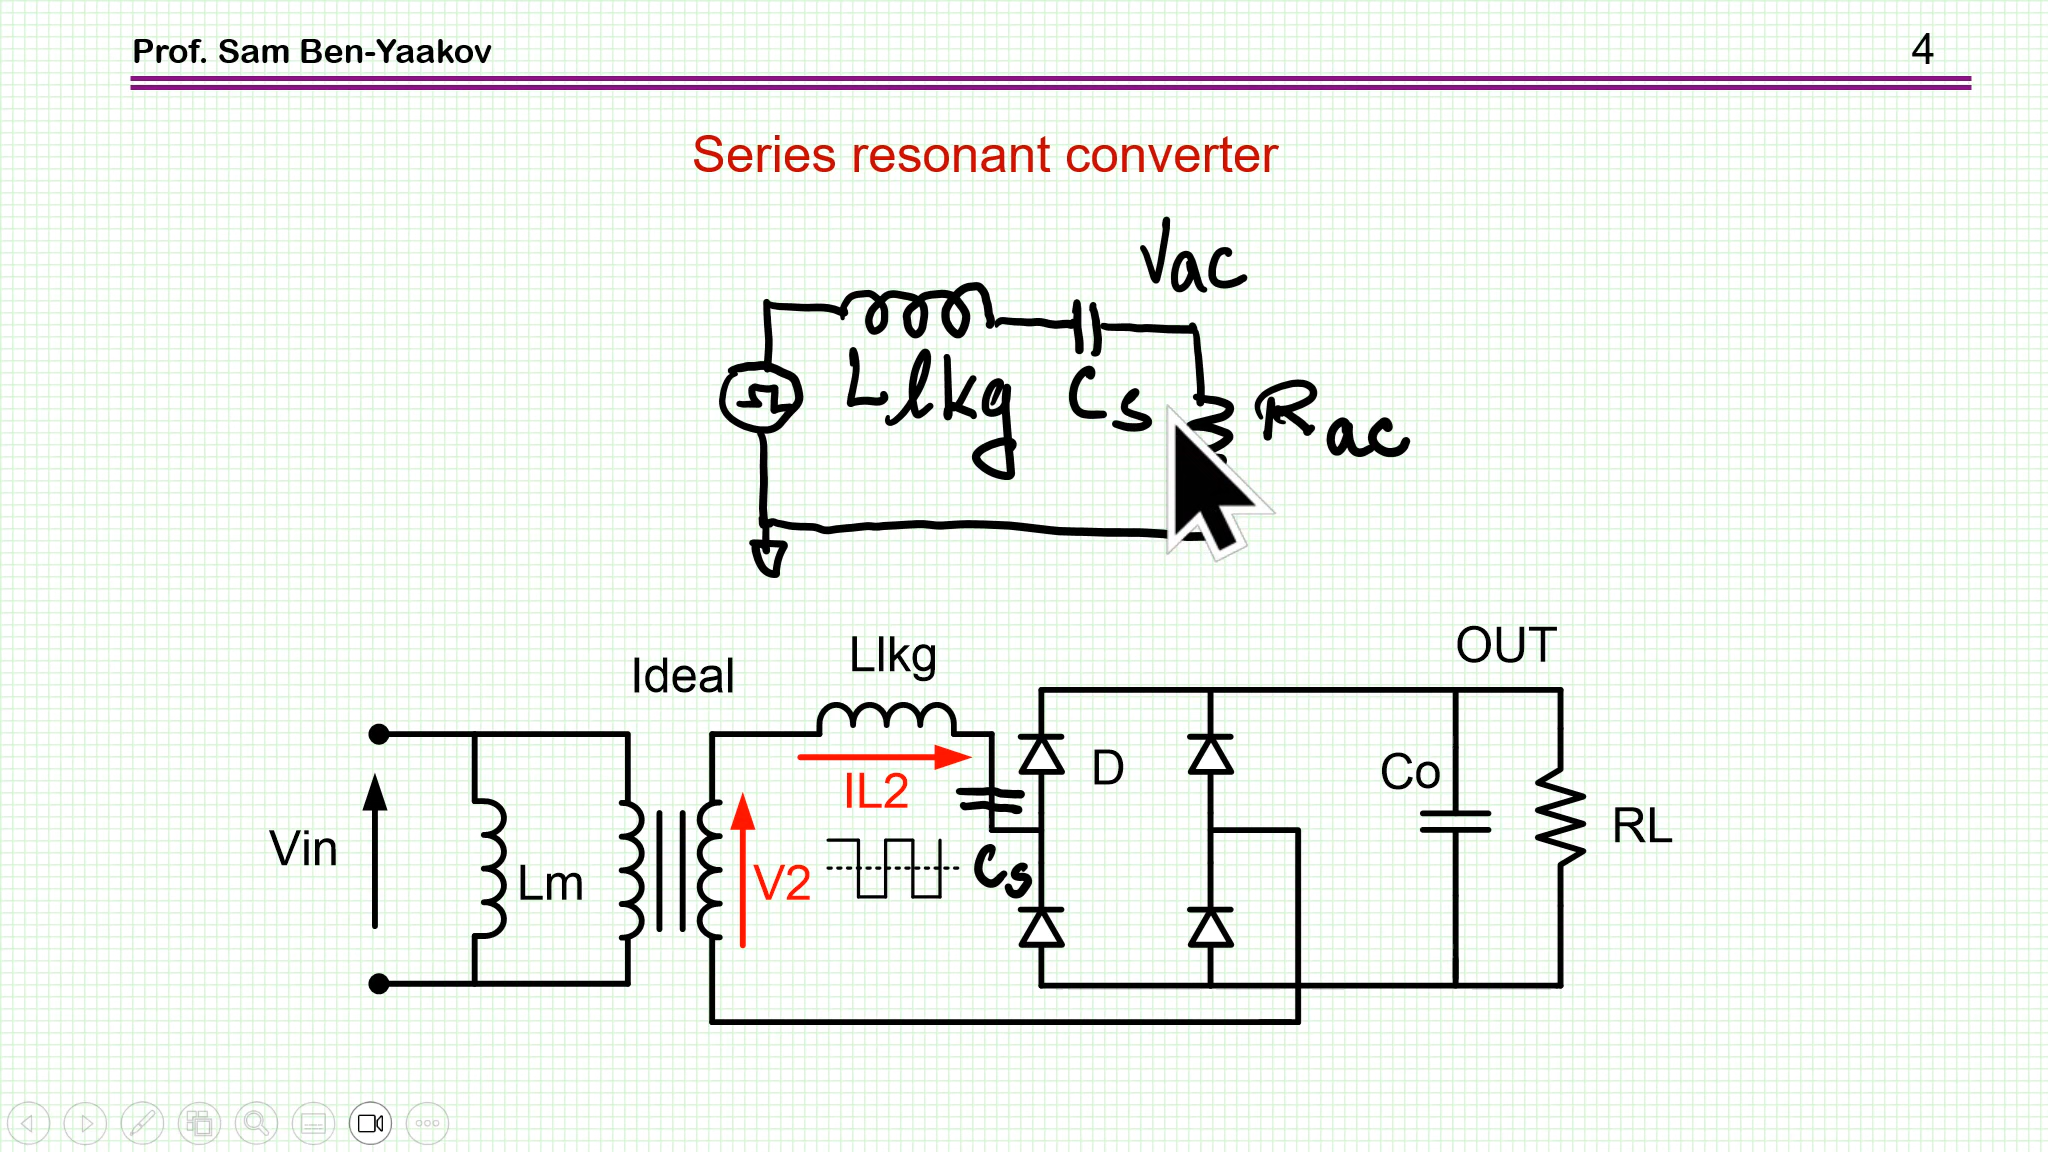 Prof. Sam Ben-Yaakov
4
Series resonant converter
Vac
Llkg
Cs
Rac
OUT
Llkg
Ideal
D
Co
IL2
RL
Vin
Lm
V2
Cs